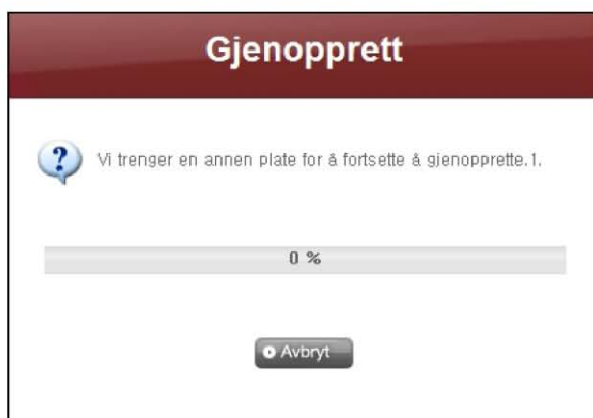 Gjenopprett
Vi trenger en annen plate for å fortsette å gjenopprette.1.
0 %
Avbryt